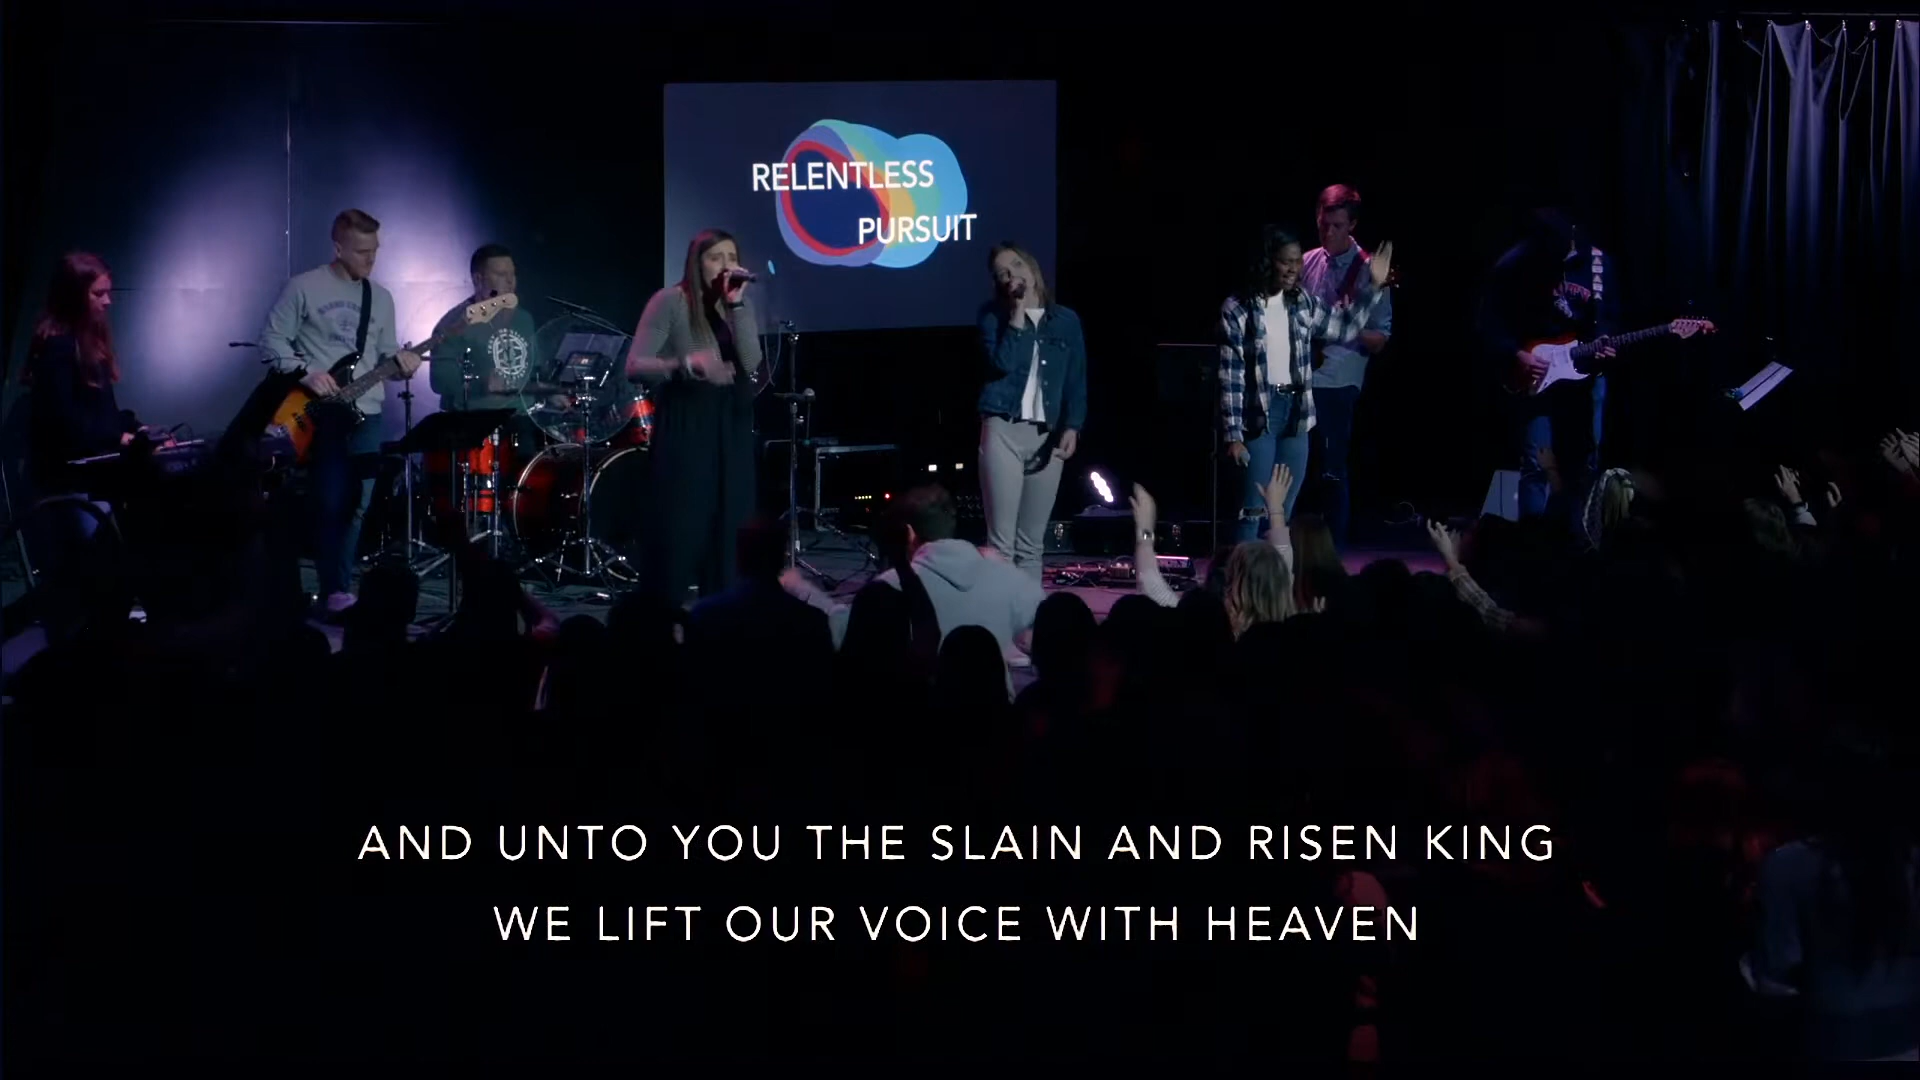 RELENTLESS
PURSUIT
AND UNTO YOU THE SLAIN AND RISEN KING
WE LIFT OUR VOICE WITH HEAVEN